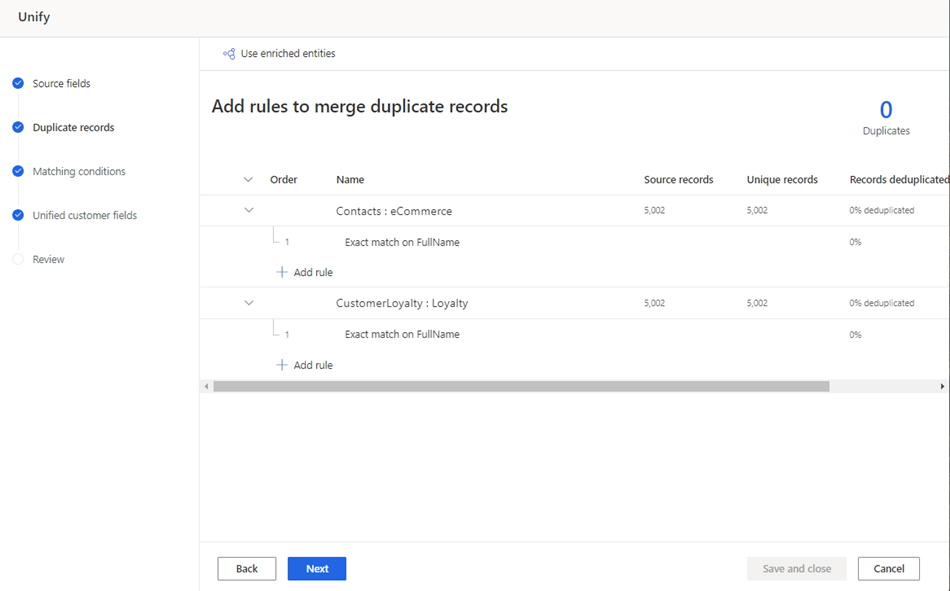 Unify
Use enriched entities
Source fields
Duplicate records
Matching conditions
Unified customer fields
Review
Add rules to merge duplicate records
0
Duplicates
Order Name Source records Unique records Records deduplicated
Contacts : eCommerce 5,002 5,002 0% deduplicated
1 Exact match on FullName 0%
Add rule
CustomerLoyalty : Loyalty 5,002 5,002 0% deduplicated
1 Exact match on FullName 0%
Add rule
Back Next Save and close Cancel